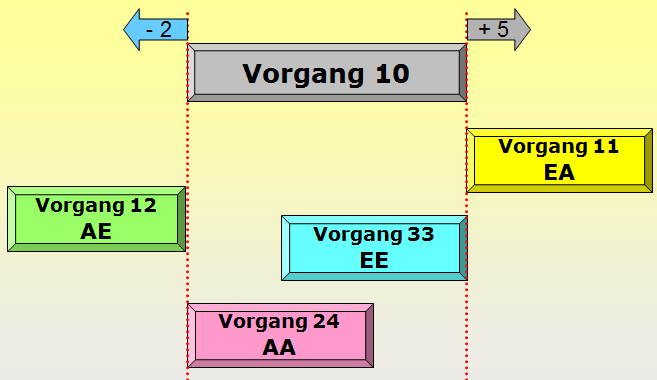 - 2
+ 5
Vorgang 10
Vorgang 11
EA
Vorgang 12
AE
Vorgang 33
EE
Vorgang 24
AA